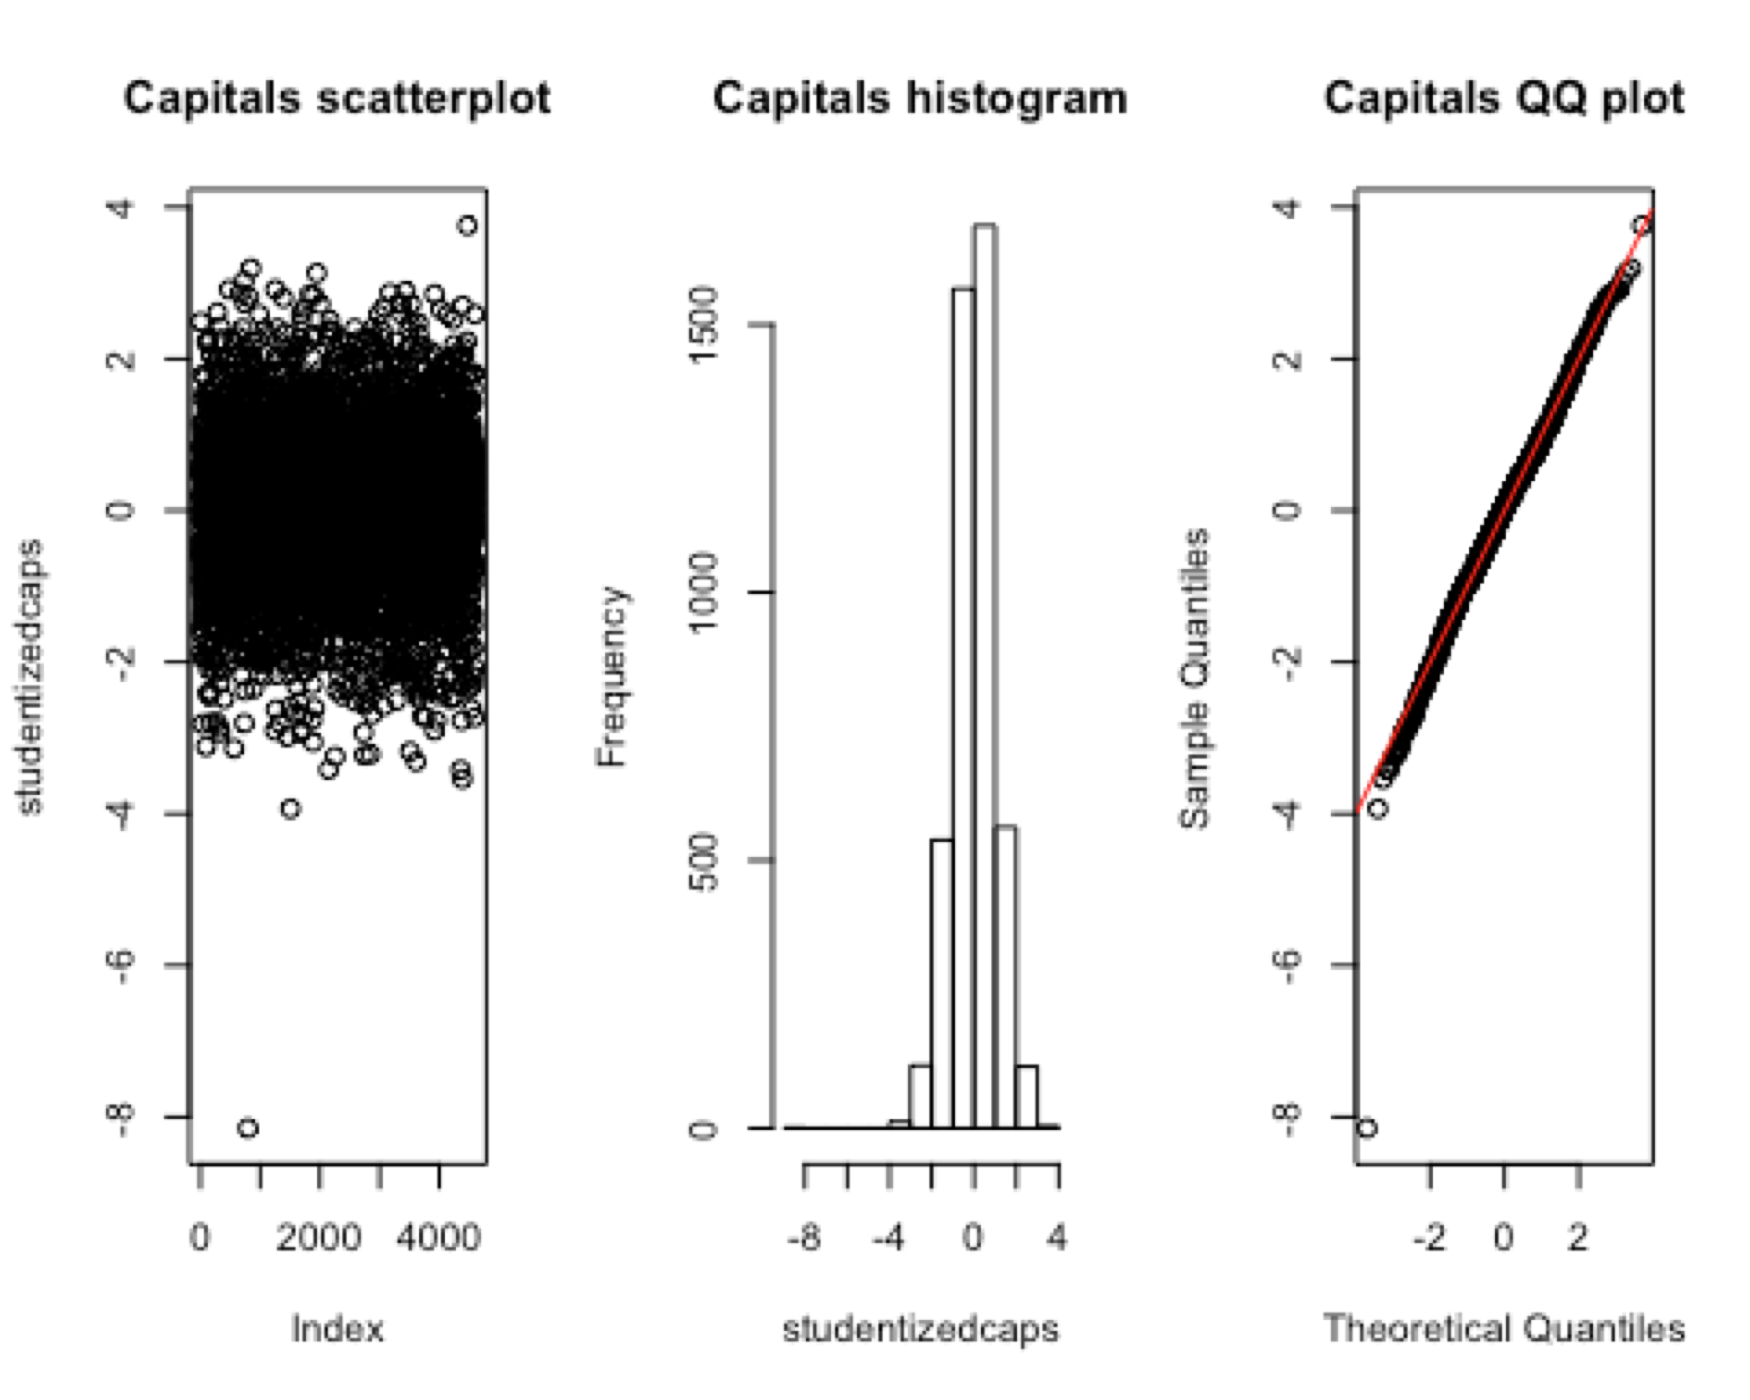 Capitals scatterplot
studentizedcaps
4
2
0
-2
-4
-6
-8
0 2000 4000
Index
Capitals histogram
Frequency
1500
1000
500
0
-8 -4 0 4
studentizedcaps
Capitals QQ plot
Sample Quantiles
4
2
0
-2
-4
-6
-8
-2 0 2
Theoretical Quantiles